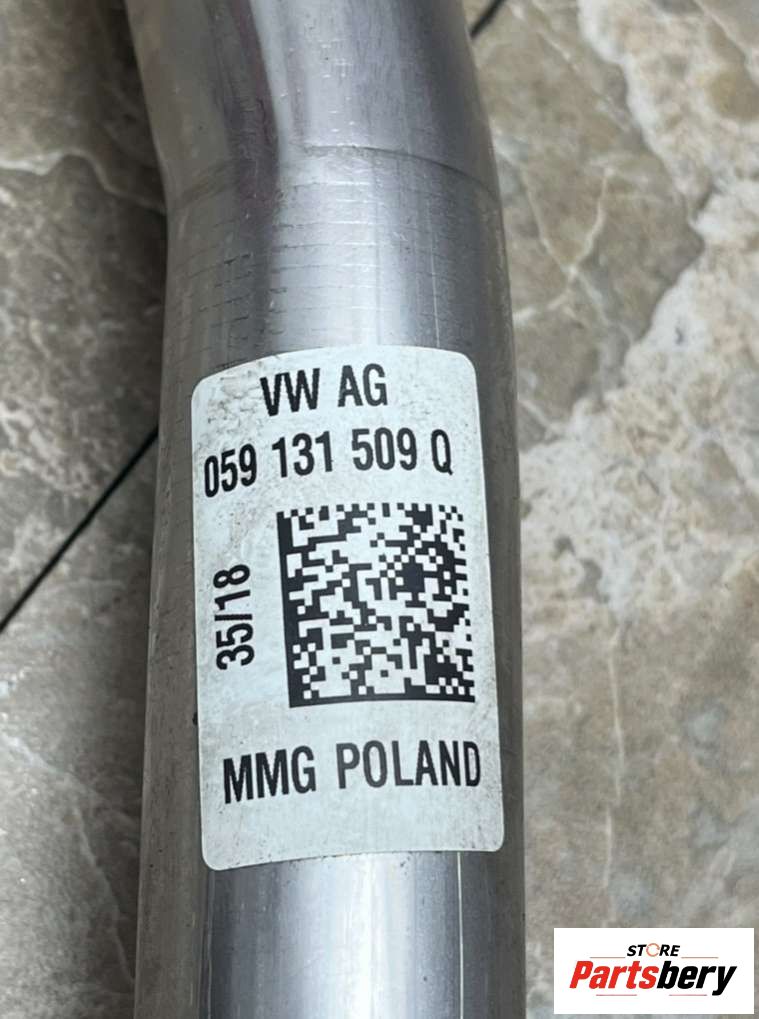 VW AG
059 131 509 Q
35/18
MMG POLAND
STORE
Partsbery